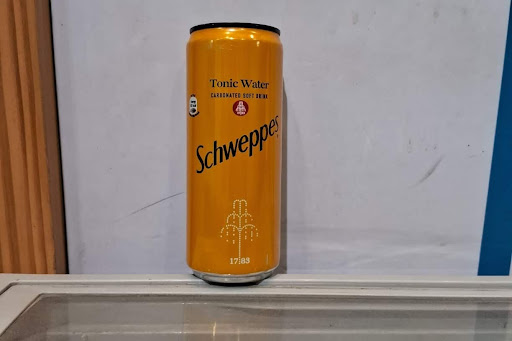 Tonic Water
CARBONATED SOFT DRINK
Schweppes
1783